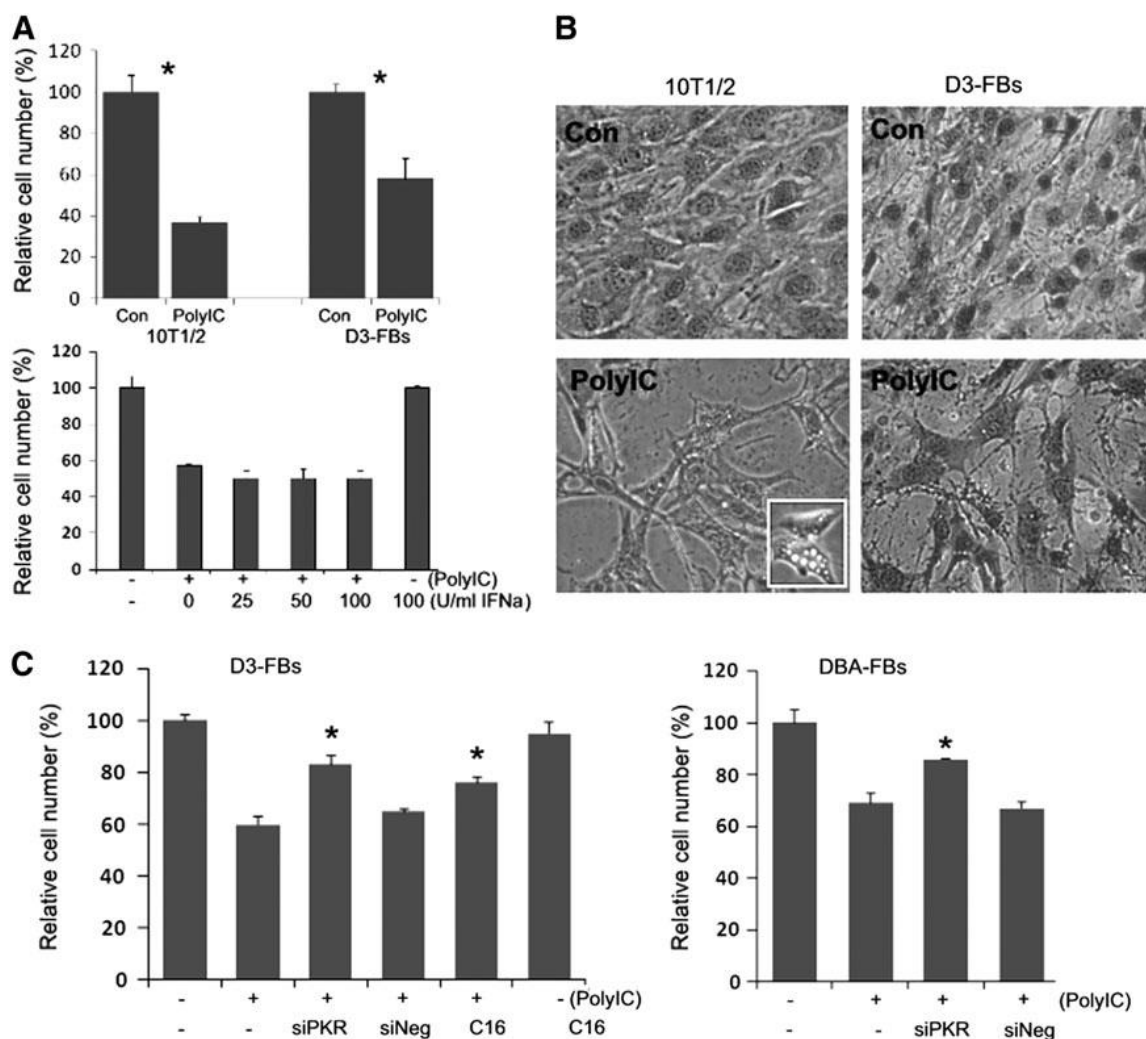 A
Relative cell number (%)
120
100
80
60
40
20
0
*
*
Con PolyIC Con PolyIC
10T1/2 D3-FBs
Relative cell number (%)
120
100
80
60
40
20
0
- + + + + - (PolyIC)
- 0 25 50 100 100 (U/ml IFNa)
B
10T1/2 D3-FBs
Con Con
PolyIC PolyIC
C
D3-FBs
Relative cell number (%)
120
100
80
60
40
20
0
*
*
- + + + + - (PolyIC)
- - siPKR siNeg C16 C16
DBA-FBs
Relative cell number (%)
120
100
80
60
40
20
0
*
- + + + (PolyIC)
- - siPKR siNeg